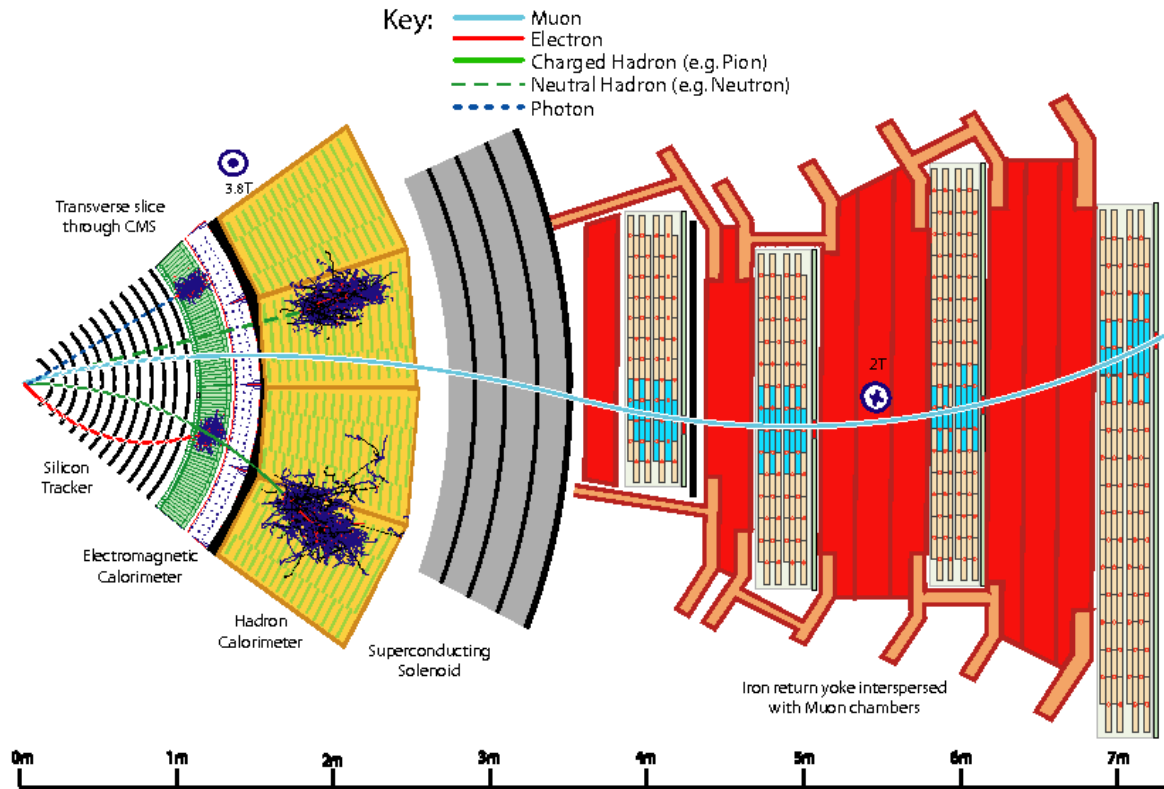 Key:
Muon
Electron
Charged Hadron (e.g. Pion)
Neutral Hadron (e.g. Neutron)
Photon
3.8T
Transverse slice
through CMS
2T
Silicon
Tracker
Electromagnetic
Calorimeter
Hadron
Calorimeter
Superconducting
Solenoid
Iron return yoke interspersed
with Muon chambers
0m 1m 2m 3m 4m 5m 6m 7m